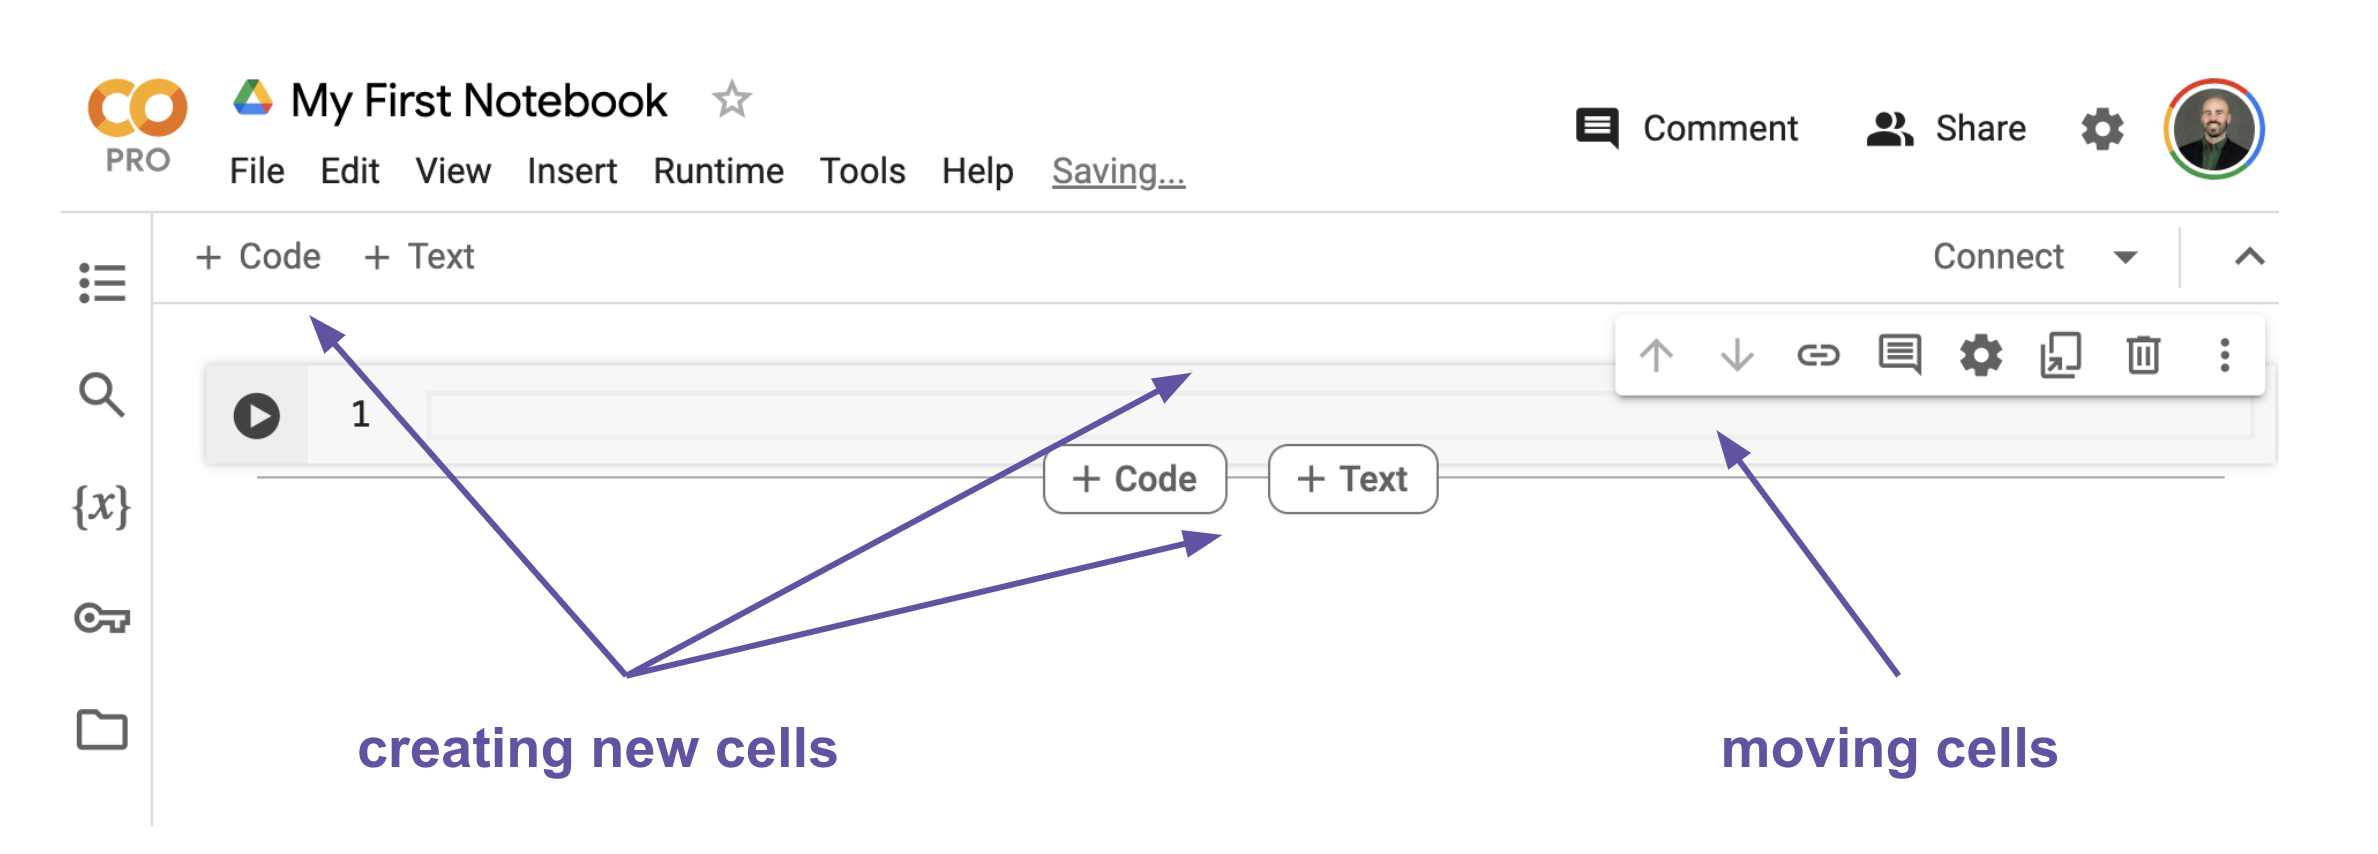 My First Notebook
PRO
File Edit View Insert Runtime Tools Help Saving...
Comment Share
+ Code + Text
Connect
1
+ Code + Text
{x}
creating new cells
moving cells